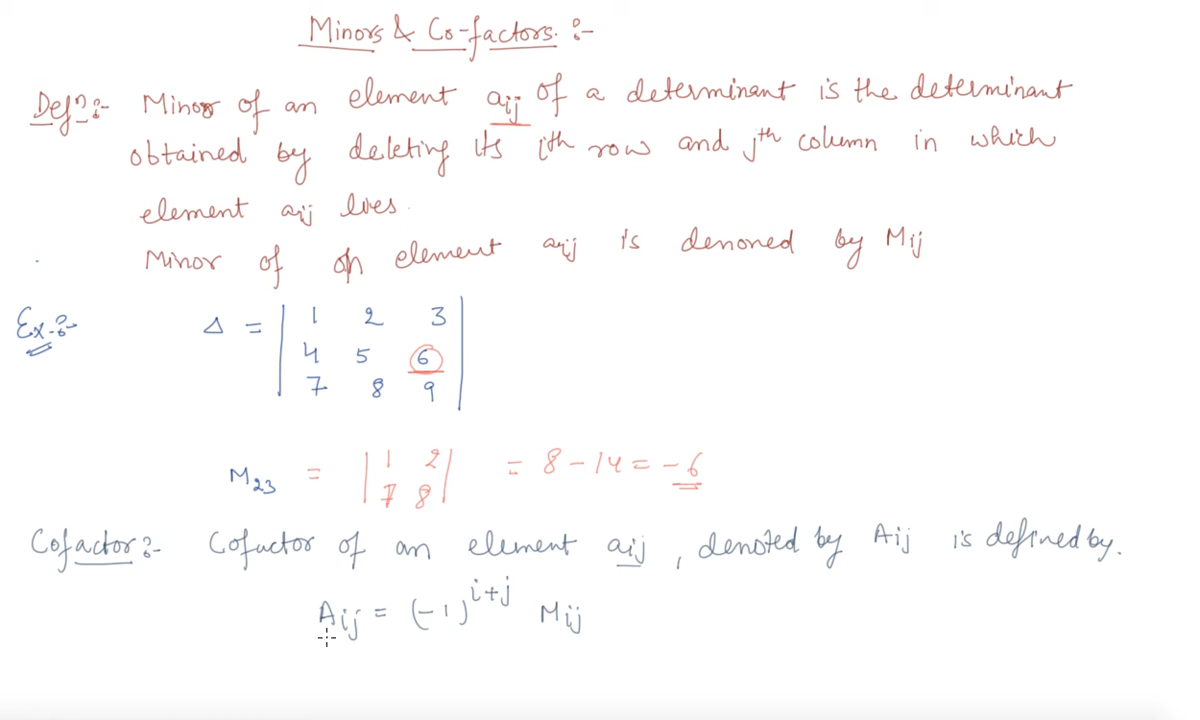 Minors & Co-factors :-
Defn :- Minor of an element aij of a determinant is the determinant
obtained by deleting its ith row and jth column in which
element aij lies.
Minor of an element aij is denoned by Mij
Ex :- Δ = | 1 2 3 |
| 4 5 6 |
| 7 8 9 |
M23 = | 1 2 | = 8 - 14 = -6
| 7 8 |
Cofactor :- Cofactor of an element aij , denoted by Aij is defined by.
Aij = (-1)^i+j Mij